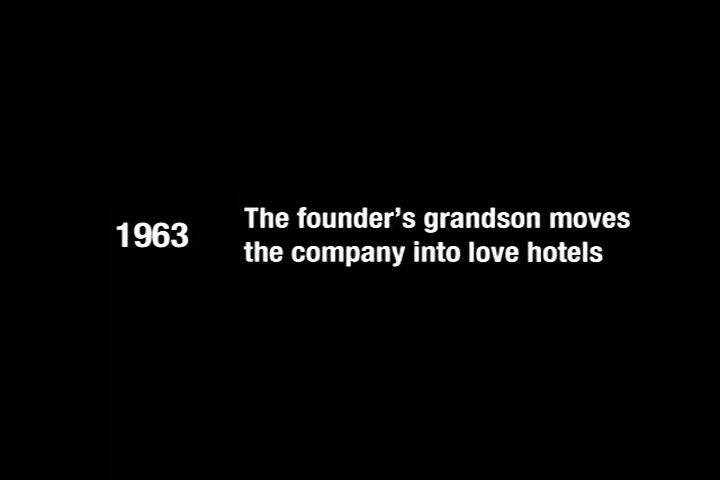 1963
The founder’s grandson moves
the company into love hotels